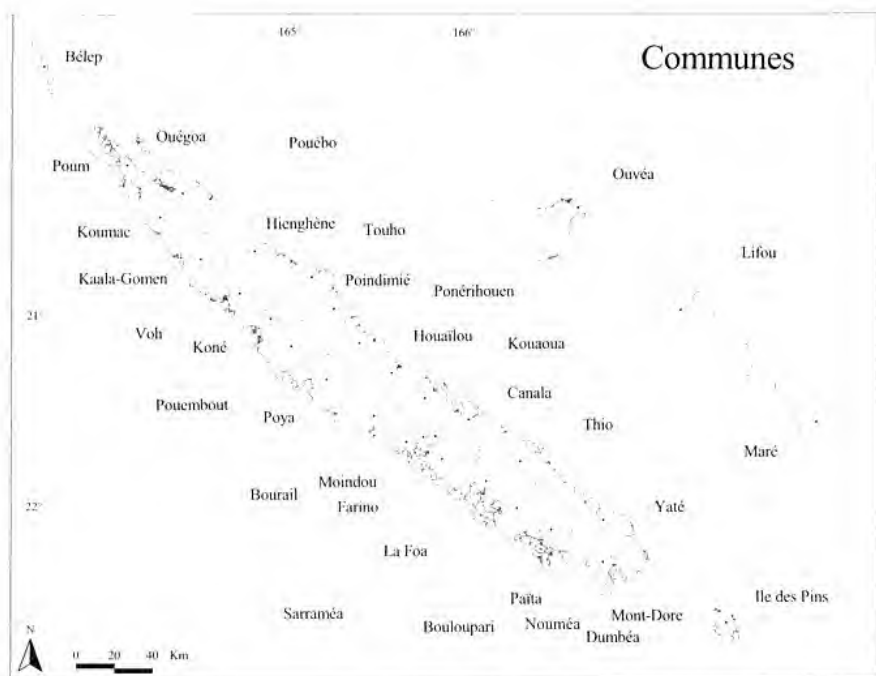 165°
166°
Communes
Bélep
Ouégoa
Pouébo
Poum
Ouvéa
Hienghène
Touho
Koumac
Lifou
Kaala-Gomen
Poindimié
Ponérihouen
21°
Voh
Koné
Houaïlou
Kouaoua
Canala
Pouembout
Poya
Thio
Maré
Moindou
Bourail
Farino
22°
Yaté
La Foa
Païta
Ile des Pins
Sarraméa
Mont-Dore
Bouloupari
Nouméa
Dumbéa
N
0 20 40 Km